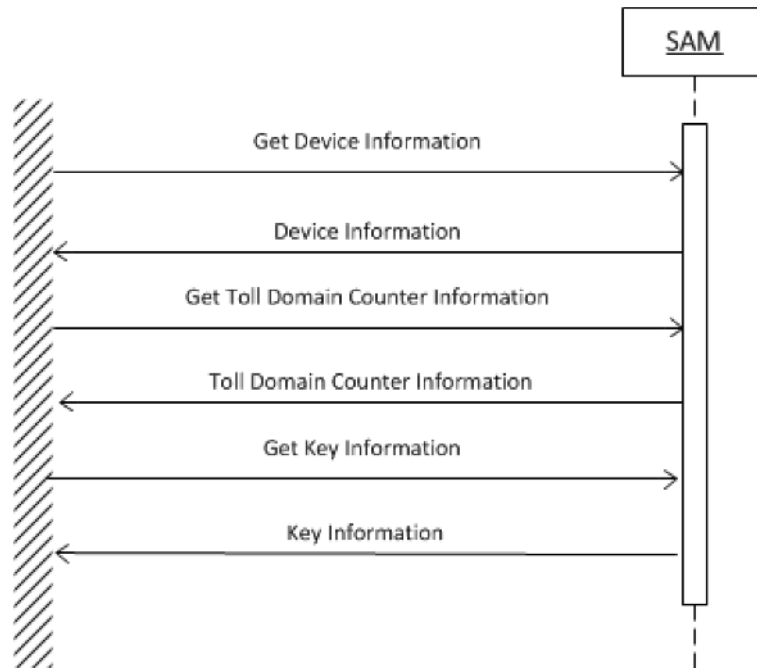 SAM
Get Device Information
Device Information
Get Toll Domain Counter Information
Toll Domain Counter Information
Get Key Information
Key Information